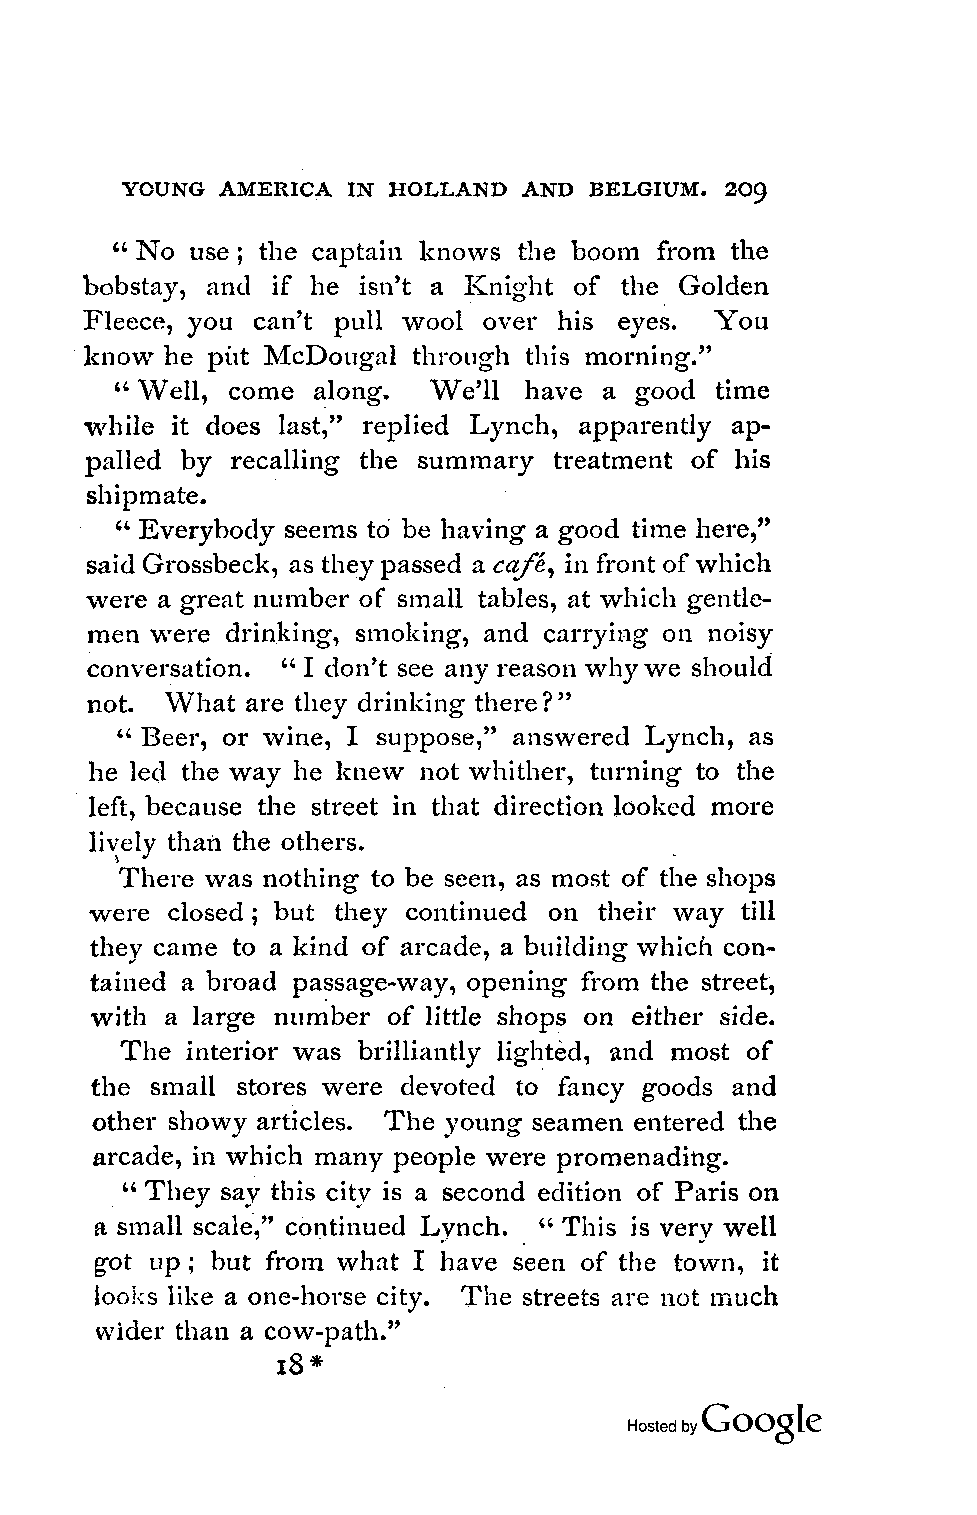 YOUNG AMERICA IN HOLLAND AND BELGIUM. 209
“ No use ; the captain knows the boom from the
bobstay, and if he isn’t a Knight of the Golden
Fleece, you can’t pull wool over his eyes. You
know he put McDougal through this morning.”
“ Well, come along. We’ll have a good time
while it does last,” replied Lynch, apparently ap-
palled by recalling the summary treatment of his
shipmate.
“ Everybody seems to be having a good time here,”
said Grossbeck, as they passed a café, in front of which
were a great number of small tables, at which gentle-
men were drinking, smoking, and carrying on noisy
conversation. “ I don’t see any reason why we should
not. What are they drinking there ? ”
“ Beer, or wine, I suppose,” answered Lynch, as
he led the way he knew not whither, turning to the
left, because the street in that direction looked more
lively than the others.
There was nothing to be seen, as most of the shops
were closed ; but they continued on their way till
they came to a kind of arcade, a building which con-
tained a broad passage-way, opening from the street,
with a large number of little shops on either side.
The interior was brilliantly lighted, and most of
the small stores were devoted to fancy goods and
other showy articles. The young seamen entered the
arcade, in which many people were promenading.
“ They say this city is a second edition of Paris on
a small scale,” continued Lynch. “ This is very well
got up ; but from what I have seen of the town, it
looks like a one-horse city. The streets are not much
wider than a cow-path.”
18 *
Hosted by Google